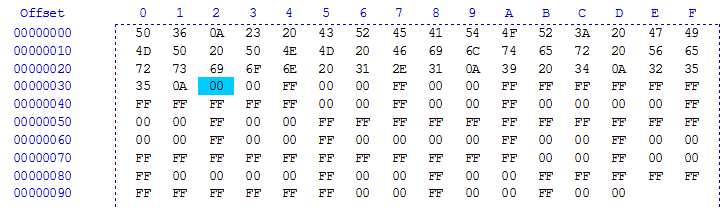 Offset 0 1 2 3 4 5 6 7 8 9 A B C D E F
00000000 50 36 0A 23 20 43 52 45 41 54 4F 52 3A 20 47 49
00000010 4D 50 20 50 4E 4D 20 46 69 6C 74 65 72 20 56 65
00000020 72 73 69 6F 6E 20 31 2E 31 0A 39 20 34 0A 32 35
00000030 35 0A 00 00 FF 00 00 FF 00 00 FF FF FF FF FF FF
00000040 FF FF FF FF FF 00 00 FF 00 00 FF 00 00 00 00 FF
00000050 00 00 FF 00 00 FF FF FF FF FF FF FF FF FF FF FF
00000060 00 00 FF 00 00 FF 00 00 00 00 FF 00 00 FF 00 00
00000070 FF FF FF FF FF FF FF FF FF FF FF 00 00 FF 00 00
00000080 FF 00 00 00 00 FF 00 00 FF 00 00 FF FF FF FF FF
00000090 FF FF FF FF FF FF 00 00 FF 00 00 FF 00 00